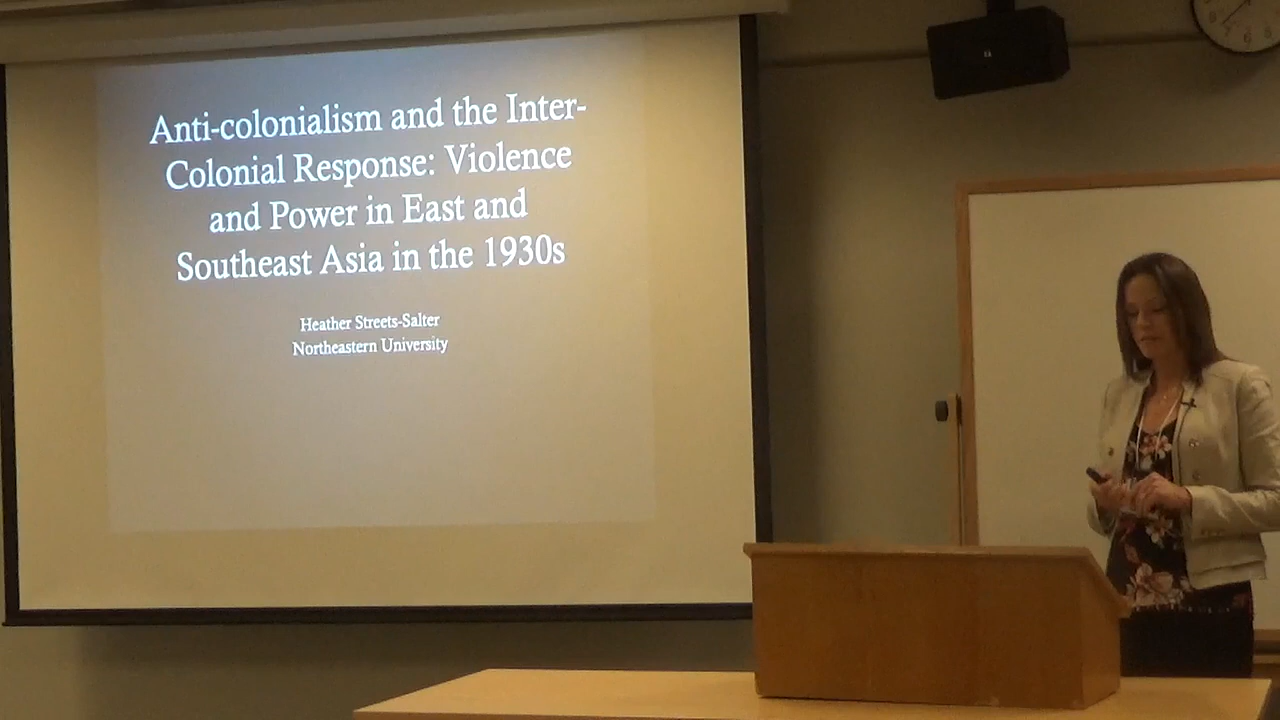 Anti-colonialism and the Inter-
Colonial Response: Violence
and Power in East and
Southeast Asia in the 1930s
Heather Streets-Salter
Northeastern University